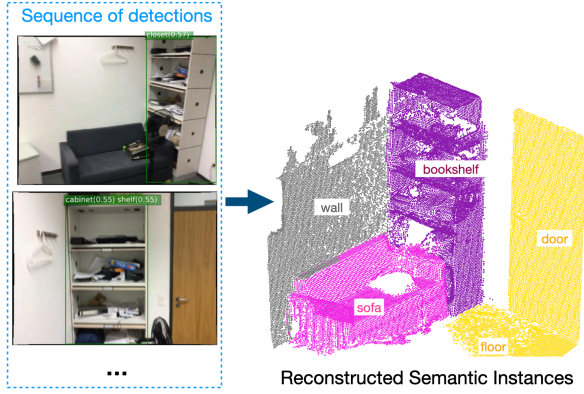 Sequence of detections
closet(0.57)
cabinet(0.55) shelf(0.55)
...
wall
bookshelf
door
sofa
floor
Reconstructed Semantic Instances